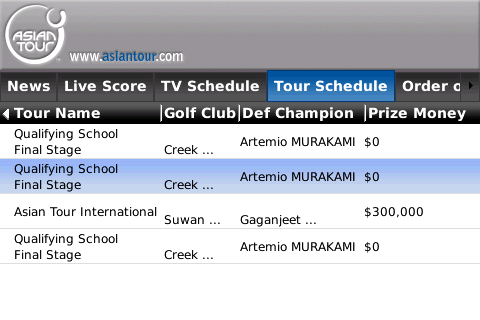 ASIAN
TOUR
www.asiantour.com
News Live Score TV Schedule Tour Schedule Order o
Tour Name Golf Club Def Champion Prize Money
Qualifying School
Final Stage Creek ... Artemio MURAKAMI $0
Qualifying School
Final Stage Creek ... Artemio MURAKAMI $0
Asian Tour International Suwan ... Gaganjeet ... $300,000
Qualifying School
Final Stage Creek ... Artemio MURAKAMI $0